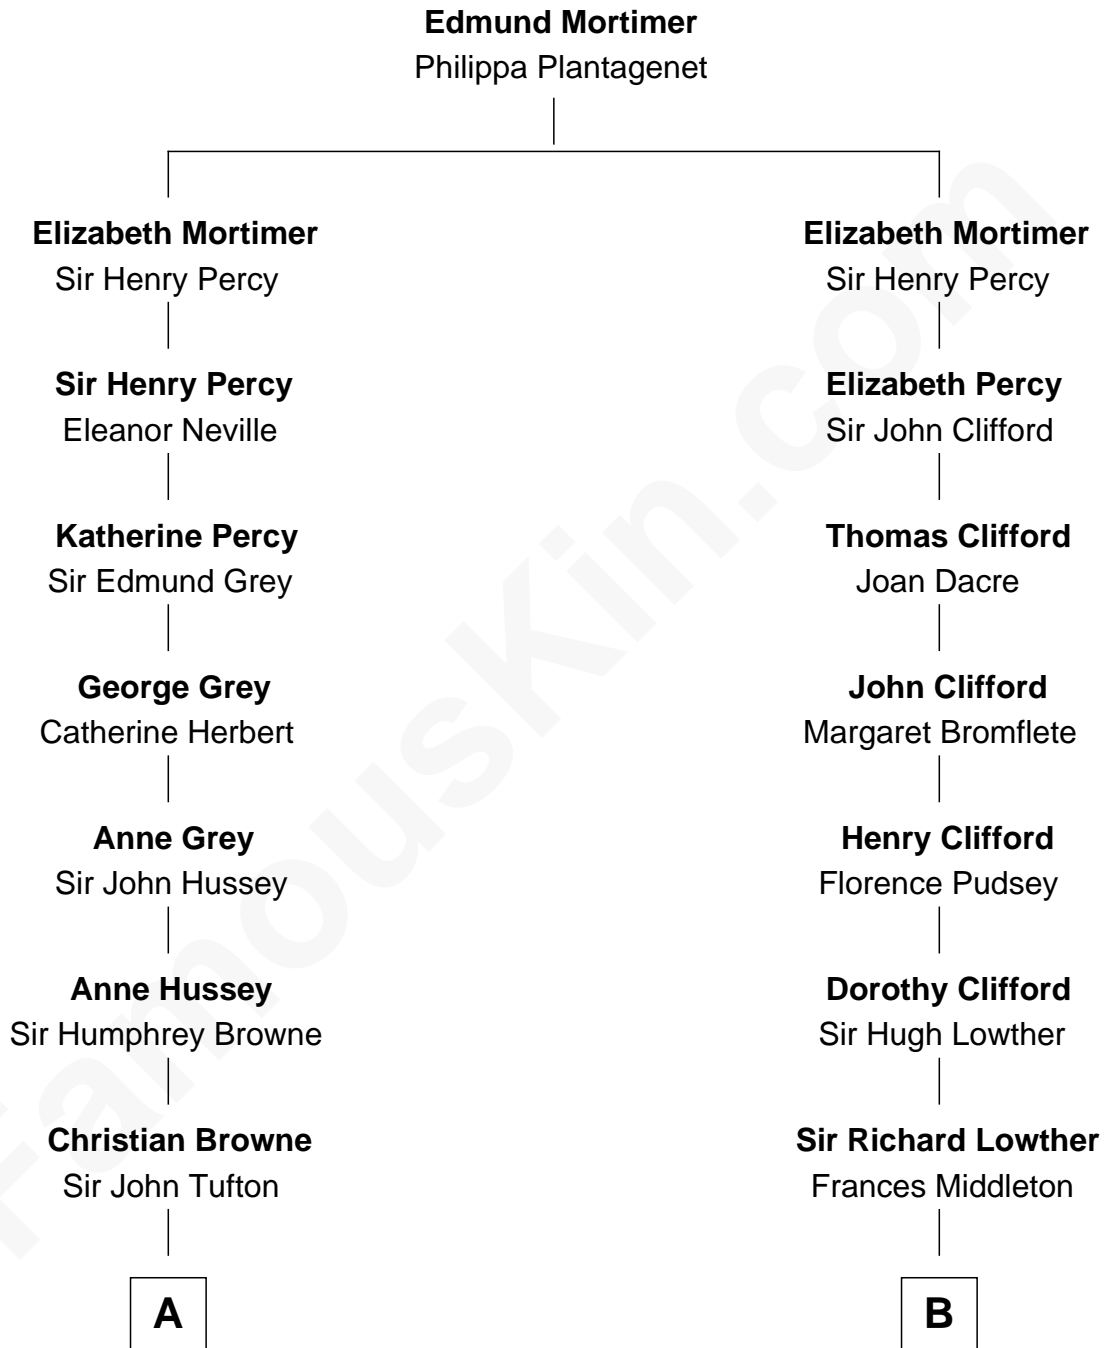 Edmund Mortimer
Philippa Plantagenet
Elizabeth Mortimer
Sir Henry Percy
Elizabeth Mortimer
Sir Henry Percy
Sir Henry Percy
Eleanor Neville
Elizabeth Percy
Sir John Clifford
Katherine Percy
Sir Edmund Grey
Thomas Clifford
Joan Dacre
George Grey
Catherine Herbert
John Clifford
Margaret Bromflete
Anne Grey
Sir John Hussey
Henry Clifford
Florence Pudsey
Anne Hussey
Sir Humphrey Browne
Dorothy Clifford
Sir Hugh Lowther
Christian Browne
Sir John Tufton
Sir Richard Lowther
Frances Middleton
A
B
FamousKin.com